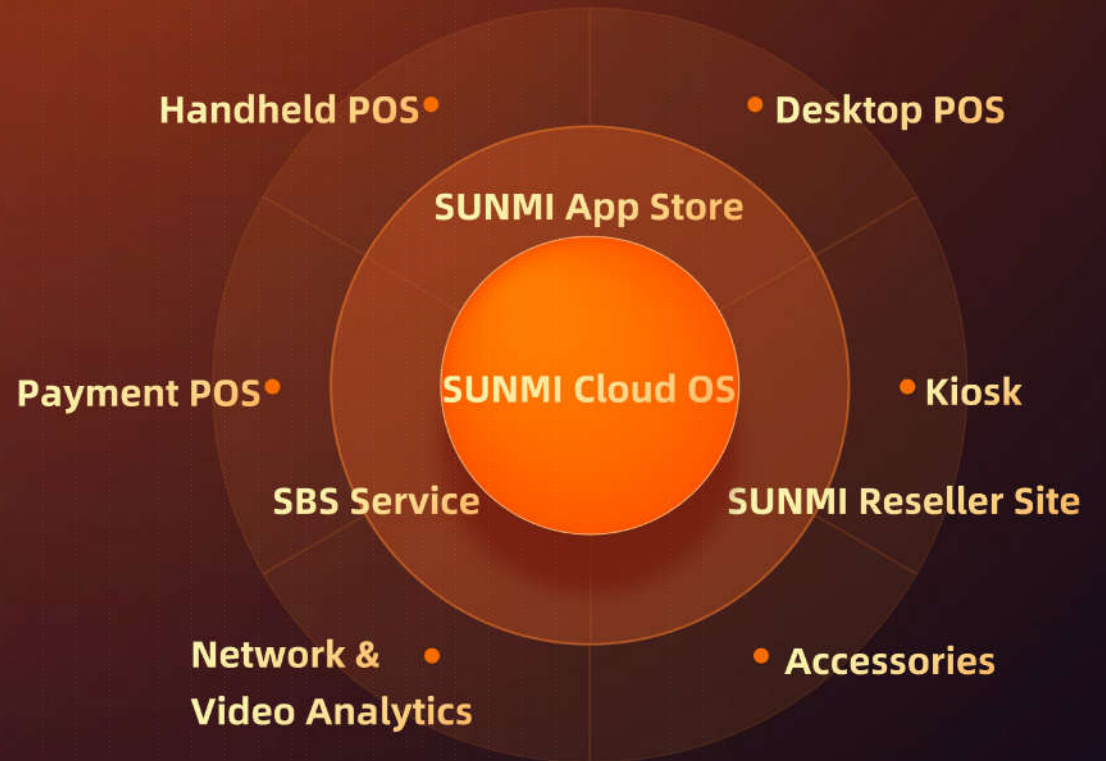 Handheld POS
Desktop POS
SUNMI App Store
Payment POS
SUNMI Cloud OS
Kiosk
SBS Service
SUNMI Reseller Site
Network &
Video Analytics
Accessories